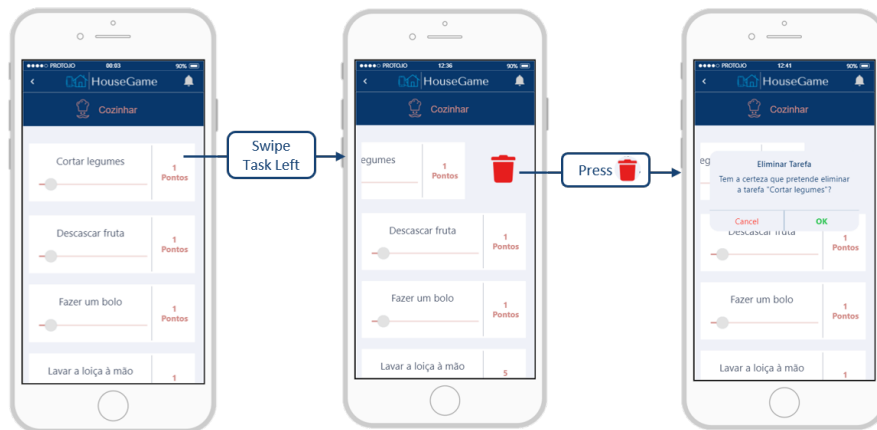 PROTOJO 00:03 90%
HouseGame
Cozinhar
Cortar legumes
1
Pontos
Descascar fruta
1
Pontos
Fazer um bolo
1
Pontos
Lavar a loiça à mão
1
Swipe
Task Left
PROTOJO 12:36 90%
HouseGame
Cozinhar
egumes
1
Pontos
Descascar fruta
1
Pontos
Fazer um bolo
1
Pontos
Lavar a loiça à mão
5
Press
PROTOJO 12:41 90%
HouseGame
Cozinhar
eg
Eliminar Tarefa
Tem a certeza que pretende eliminar
a tarefa "Cortar legumes"?
Cancel OK
Descascar fruta
1
Pontos
Fazer um bolo
1
Pontos
Lavar a loiça à mão
1